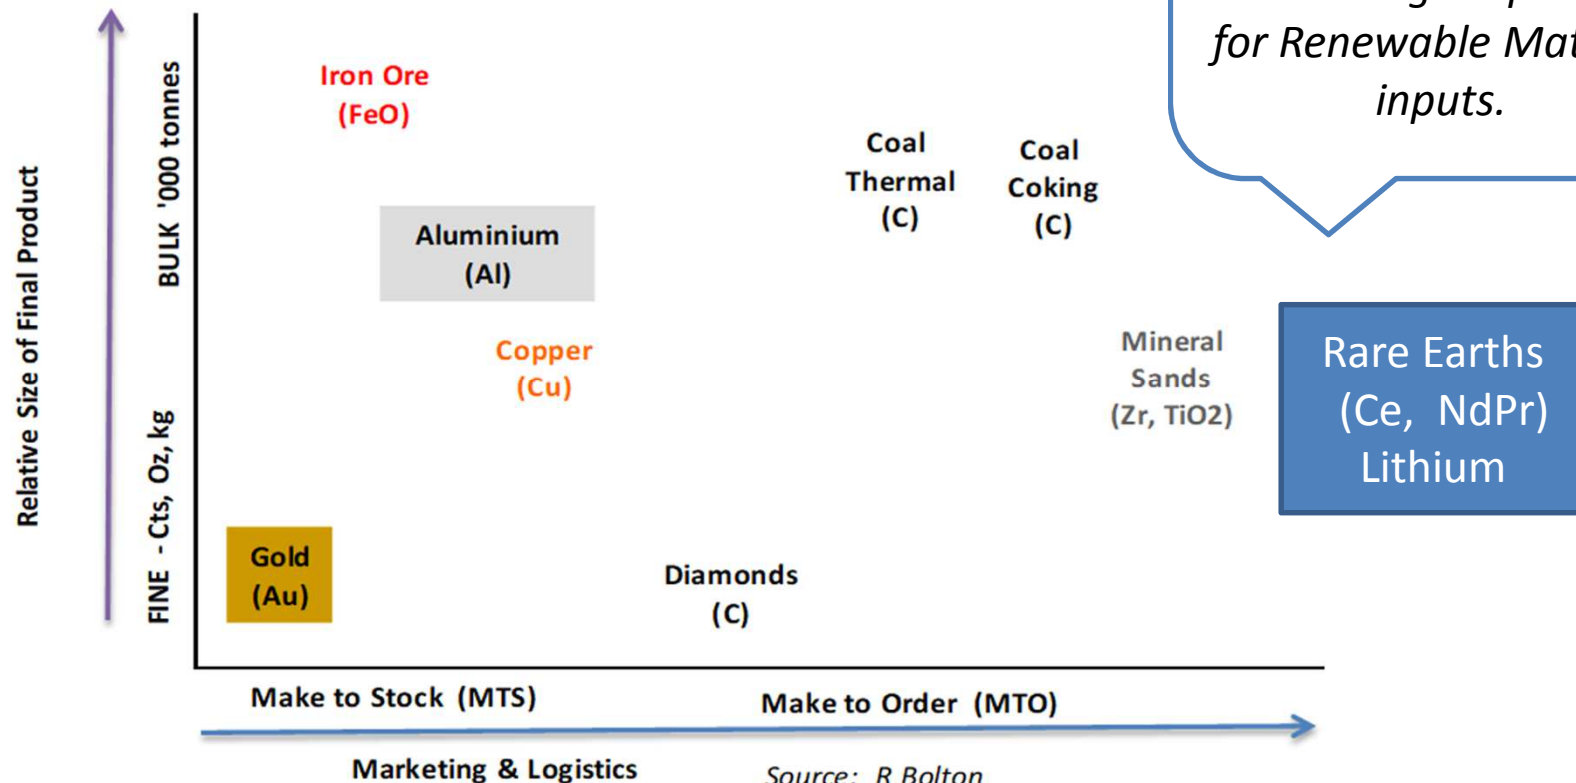 for Renewable Mat
inputs.
Relative Size of Final Product
BULK '000 tonnes
FINE - Cts, Oz, kg
Iron Ore
(FeO)
Coal
Thermal
(C)
Coal
Coking
(C)
Aluminium
(Al)
Copper
(Cu)
Mineral
Sands
(Zr, TiO2)
Rare Earths
(Ce, NdPr)
Lithium
Gold
(Au)
Diamonds
(C)
Make to Stock (MTS)
Make to Order (MTO)
Marketing & Logistics
Source: R Bolton